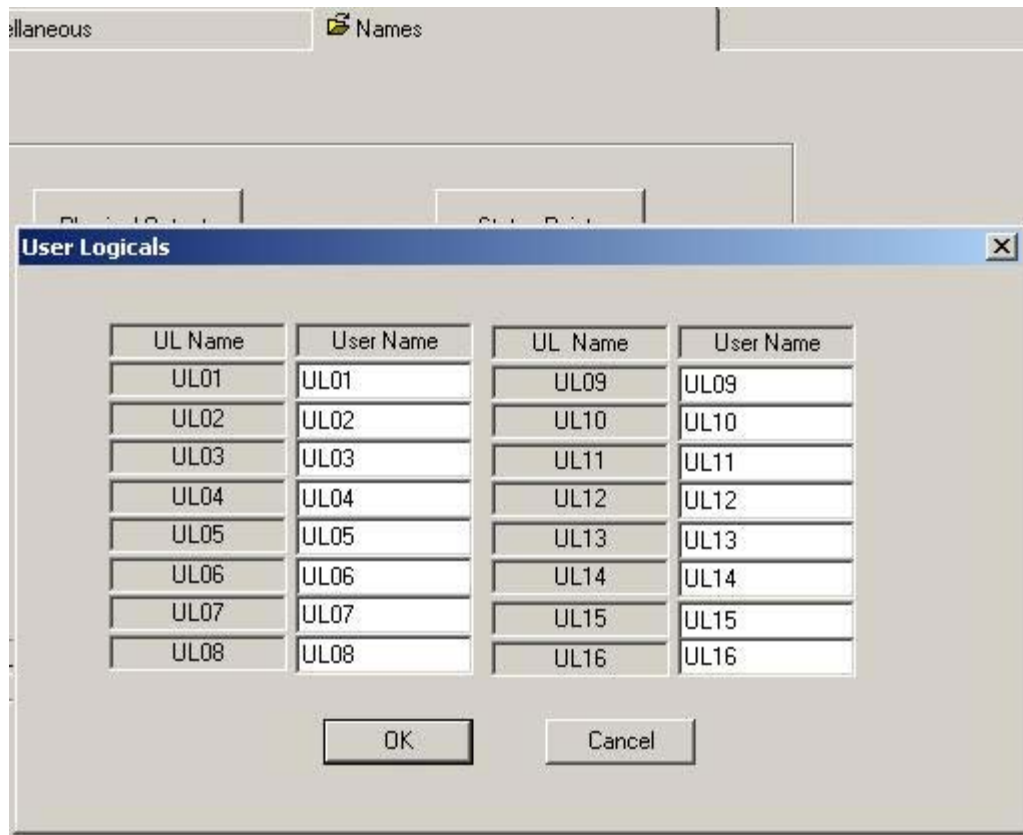 ellaneous Names
User Logicals
UL Name User Name UL Name User Name
UL01 UL01 UL09 UL09
UL02 UL02 UL10 UL10
UL03 UL03 UL11 UL11
UL04 UL04 UL12 UL12
UL05 UL05 UL13 UL13
UL06 UL06 UL14 UL14
UL07 UL07 UL15 UL15
UL08 UL08 UL16 UL16
OK Cancel